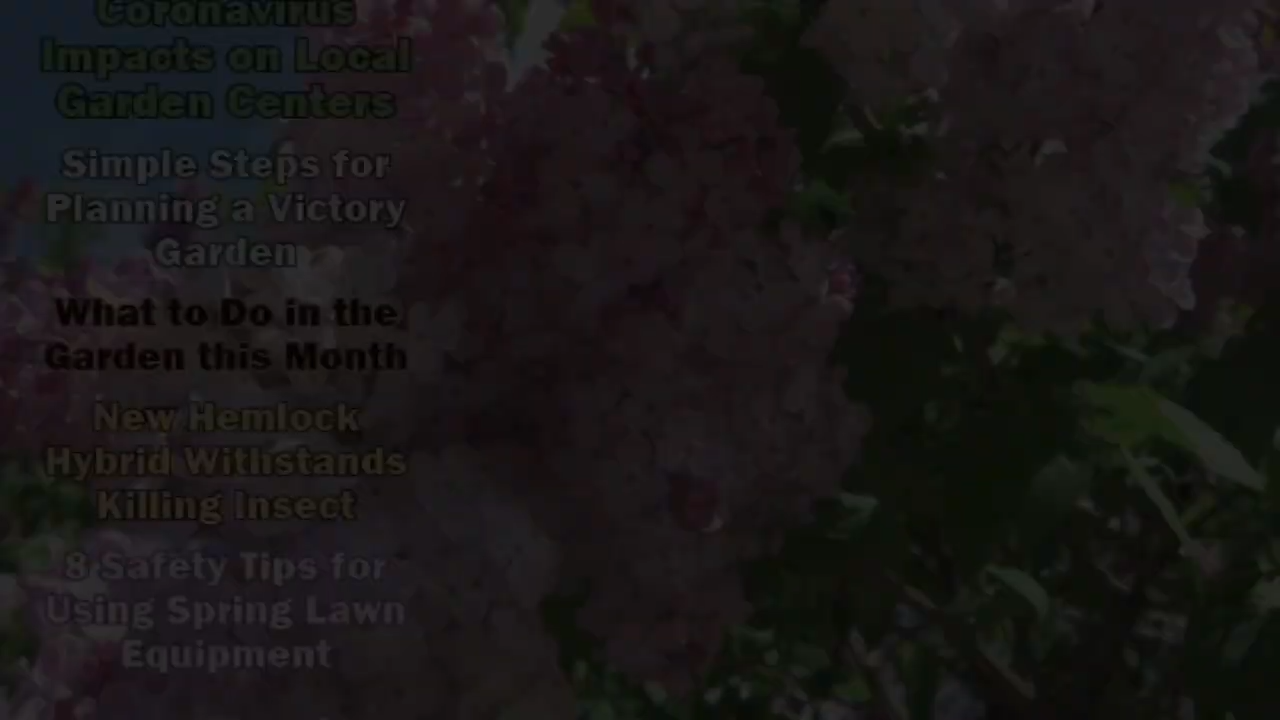 Coronavirus
Impacts on Local
Garden Centers
Simple Steps for
Planning a Victory
Garden
What to Do in the
Garden this Month
New Hemlock
Hybrid Withstands
Killing Insect
8 Safety Tips for
Using Spring Lawn
Equipment